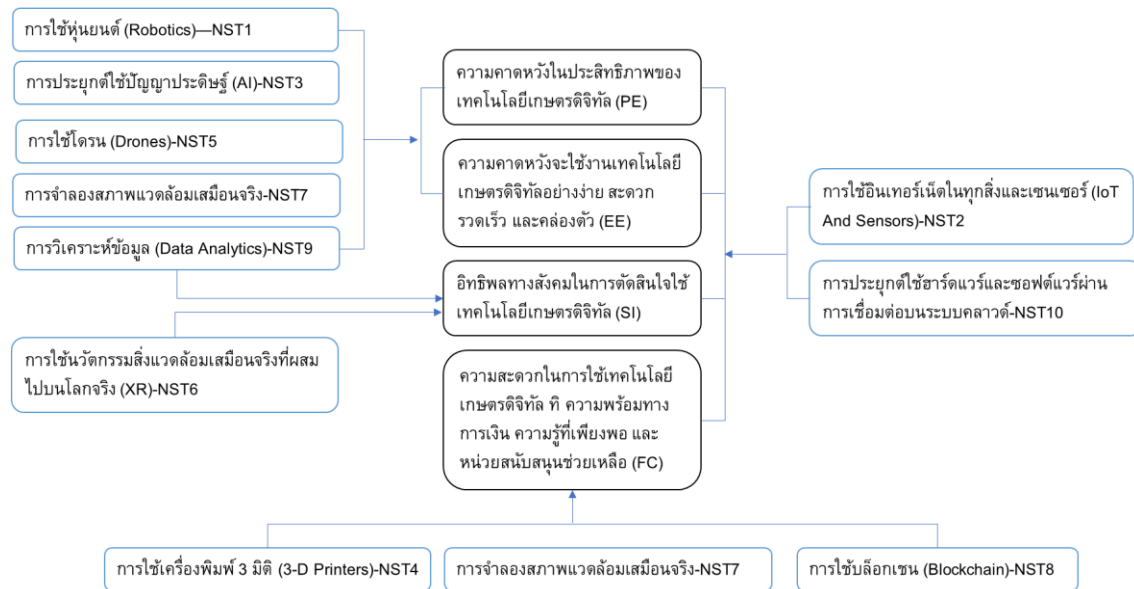 การใช้หุ่นยนต์ (Robotics)—NST1
การประยุกต์ใช้ปัญญาประดิษฐ์ (AI)-NST3
การใช้โดรน (Drones)-NST5
การจำลองสภาพแวดล้อมเสมือนจริง-NST7
การวิเคราะห์ข้อมูล (Data Analytics)-NST9
การใช้นวัตกรรมสิ่งแวดล้อมเสมือนจริงที่ผสม
ไปบนโลกจริง (XR)-NST6
ความคาดหวังในประสิทธิภาพของ
เทคโนโลยีเกษตรดิจิทัล (PE)
ความคาดหวังจะใช้งานเทคโนโลยี
เกษตรดิจิทัลอย่างง่าย สะดวก
รวดเร็ว และคล่องตัว (EE)
อิทธิพลทางสังคมในการตัดสินใจใช้
เทคโนโลยีเกษตรดิจิทัล (SI)
ความสะดวกในการใช้เทคโนโลยี
เกษตรดิจิทัล ทิ ความพร้อมทาง
การเงิน ความรู้ที่เพียงพอ และ
หน่วยสนับสนุนช่วยเหลือ (FC)
การใช้อินเทอร์เน็ตในทุกสิ่งและเซนเซอร์ (IoT
And Sensors)-NST2
การประยุกต์ใช้ฮาร์ดแวร์และซอฟต์แวร์ผ่าน
การเชื่อมต่อบนระบบคลาวด์-NST10
การใช้เครื่องพิมพ์ 3 มิติ (3-D Printers)-NST4
การจำลองสภาพแวดล้อมเสมือนจริง-NST7
การใช้บล็อกเชน (Blockchain)-NST8